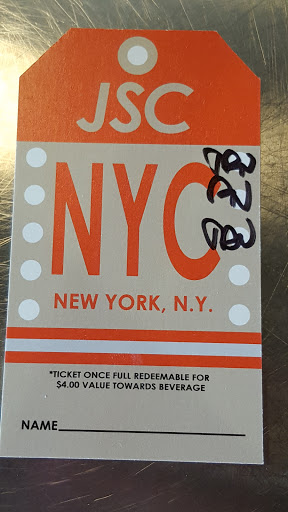 JSC
NYC
NEW YORK, N.Y.
*TICKET ONCE FULL REDEEMABLE FOR
$4.00 VALUE TOWARDS BEVERAGE
NAME